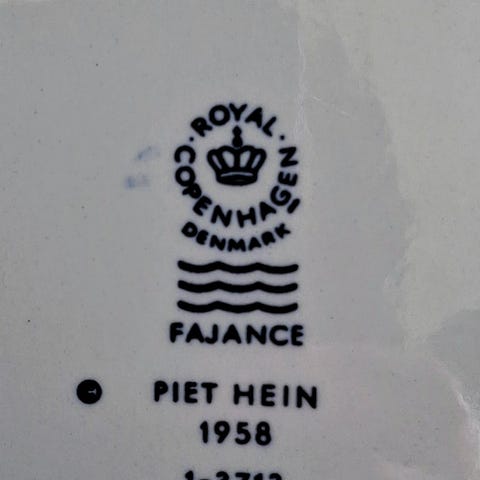 · ROYAL ·
COPENHAGEN
DENMARK
FAJANCE
PIET HEIN
1958